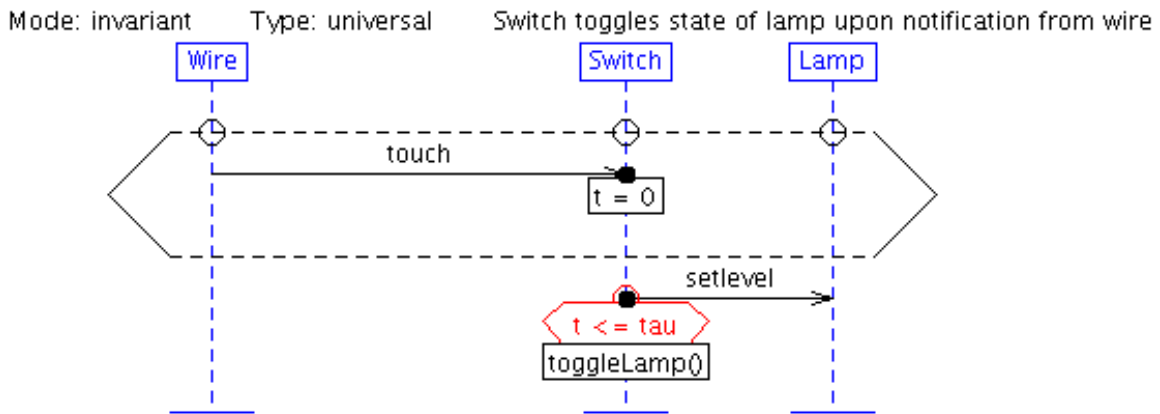 Mode: invariant Type: universal Switch toggles state of lamp upon notification from wire
Wire Switch Lamp
touch
t = 0
setlevel
t <= tau
toggleLamp()